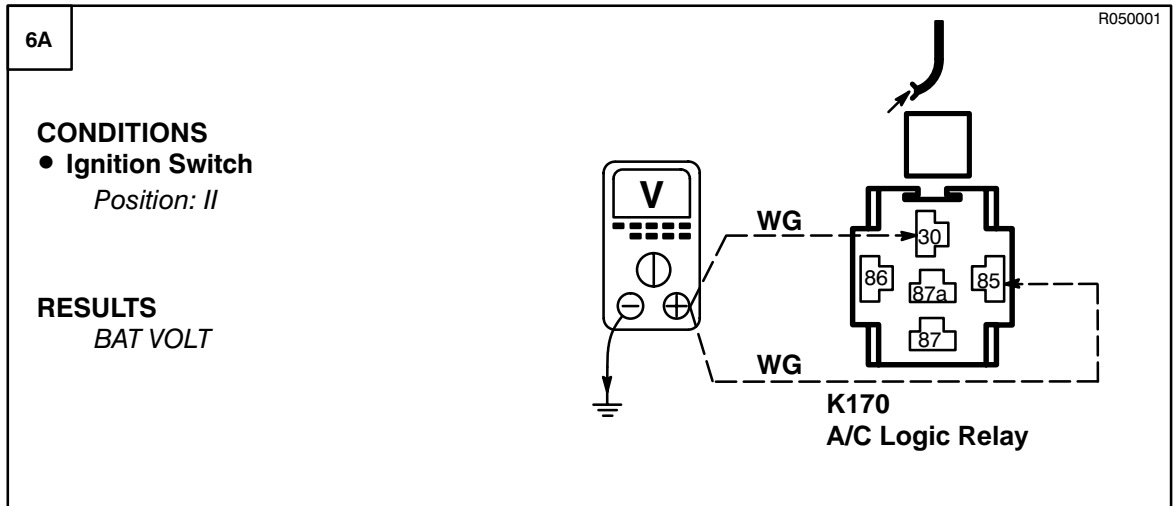 R050001
6A
CONDITIONS
● Ignition Switch
Position: II
RESULTS
BAT VOLT
V
WG
30
86
87a
85
87
WG
K170
A/C Logic Relay